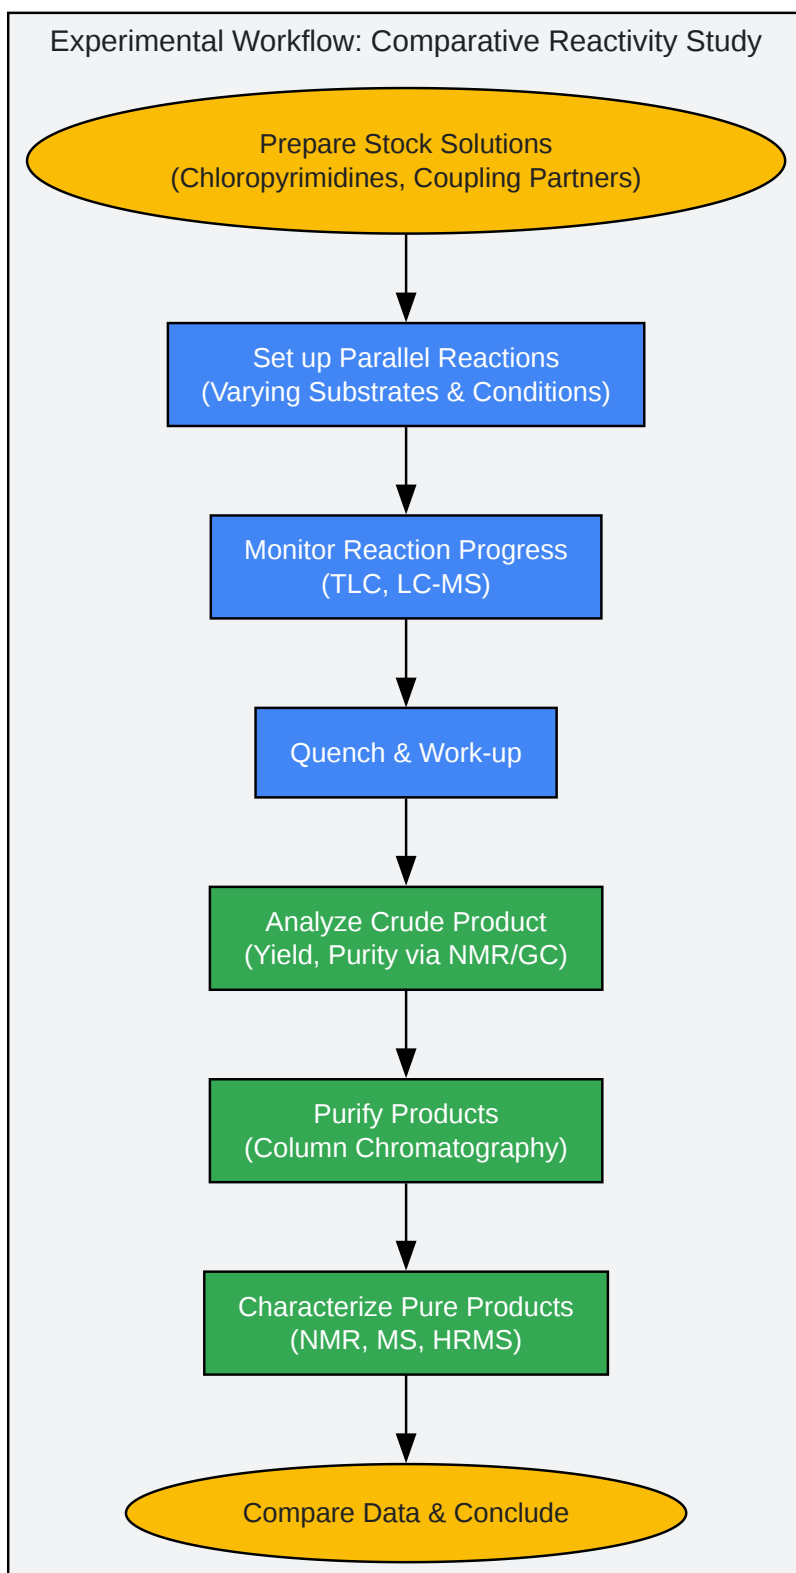 Experimental Workflow: Comparative Reactivity Study
Prepare Stock Solutions
(Chloropyrimidines, Coupling Partners)
Set up Parallel Reactions
(Varying Substrates & Conditions)
Monitor Reaction Progress
(TLC, LC-MS)
Quench & Work-up
Analyze Crude Product
(Yield, Purity via NMR/GC)
Purify Products
(Column Chromatography)
Characterize Pure Products
(NMR, MS, HRMS)
Compare Data & Conclude